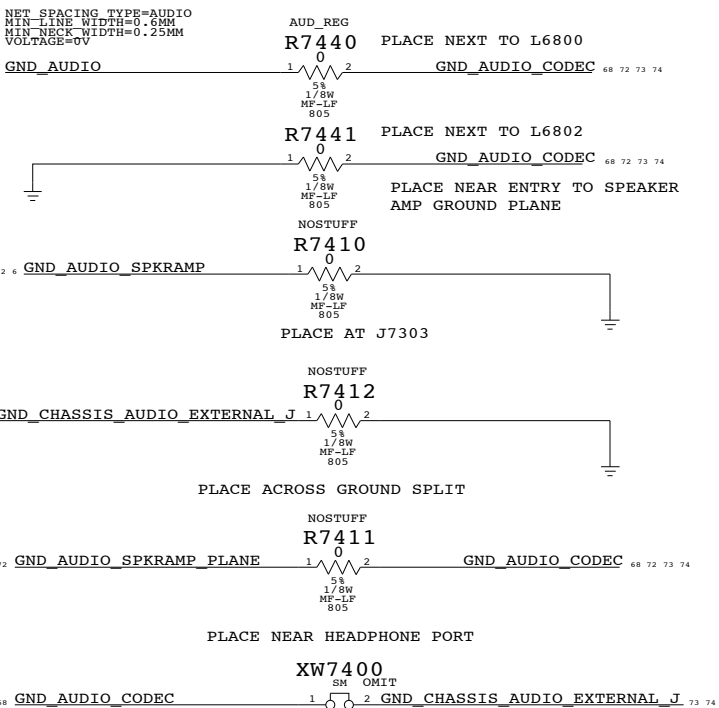 NET_SPACING_TYPE=AUDIO
MIN_LINE_WIDTH=0.6MM
MIN_NECK_WIDTH=0.25MM
VOLTAGE=0V
AUD_REG
R7440 PLACE NEXT TO L6800
0
GND_AUDIO 1 2 GND_AUDIO_CODEC 68 72 73 74
5%
1/8W
MF-LF
805
R7441 PLACE NEXT TO L6802
0
1 2 GND_AUDIO_CODEC 68 72 73 74
5%
1/8W
MF-LF
805
PLACE NEAR ENTRY TO SPEAKER
AMP GROUND PLANE
NOSTUFF
R7410
0
2 6 GND_AUDIO_SPKRAMP 1 2
5%
1/8W
MF-LF
805
PLACE AT J7303
NOSTUFF
R7412
0
GND_CHASSIS_AUDIO_EXTERNAL_J 1 2
5%
1/8W
MF-LF
805
PLACE ACROSS GROUND SPLIT
NOSTUFF
R7411
0
72 GND_AUDIO_SPKRAMP_PLANE 1 2 GND_AUDIO_CODEC 68 72 73 74
5%
1/8W
MF-LF
805
PLACE NEAR HEADPHONE PORT
XW7400
SM OMIT
68 GND_AUDIO_CODEC 1 2 GND_CHASSIS_AUDIO_EXTERNAL_J 73 74